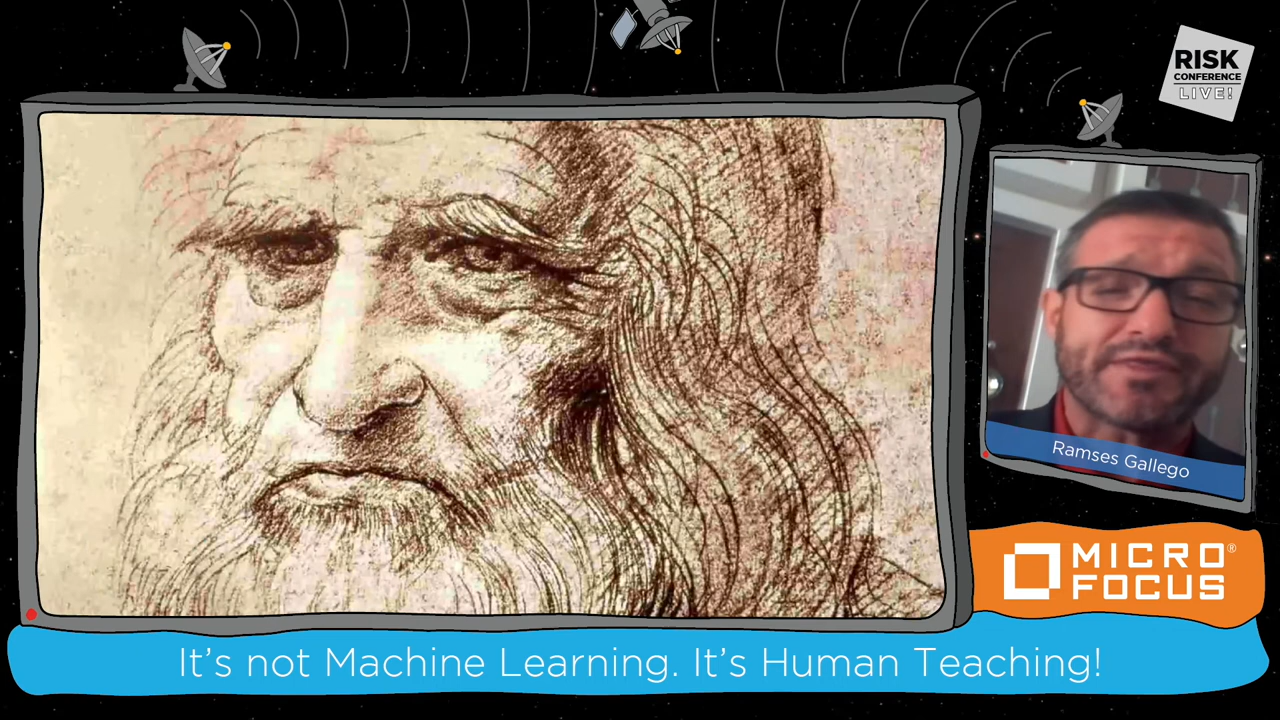 RISK
CONFERENCE
LIVE!
Ramses Gallego
MICRO®
FOCUS
It's not Machine Learning. It's Human Teaching!